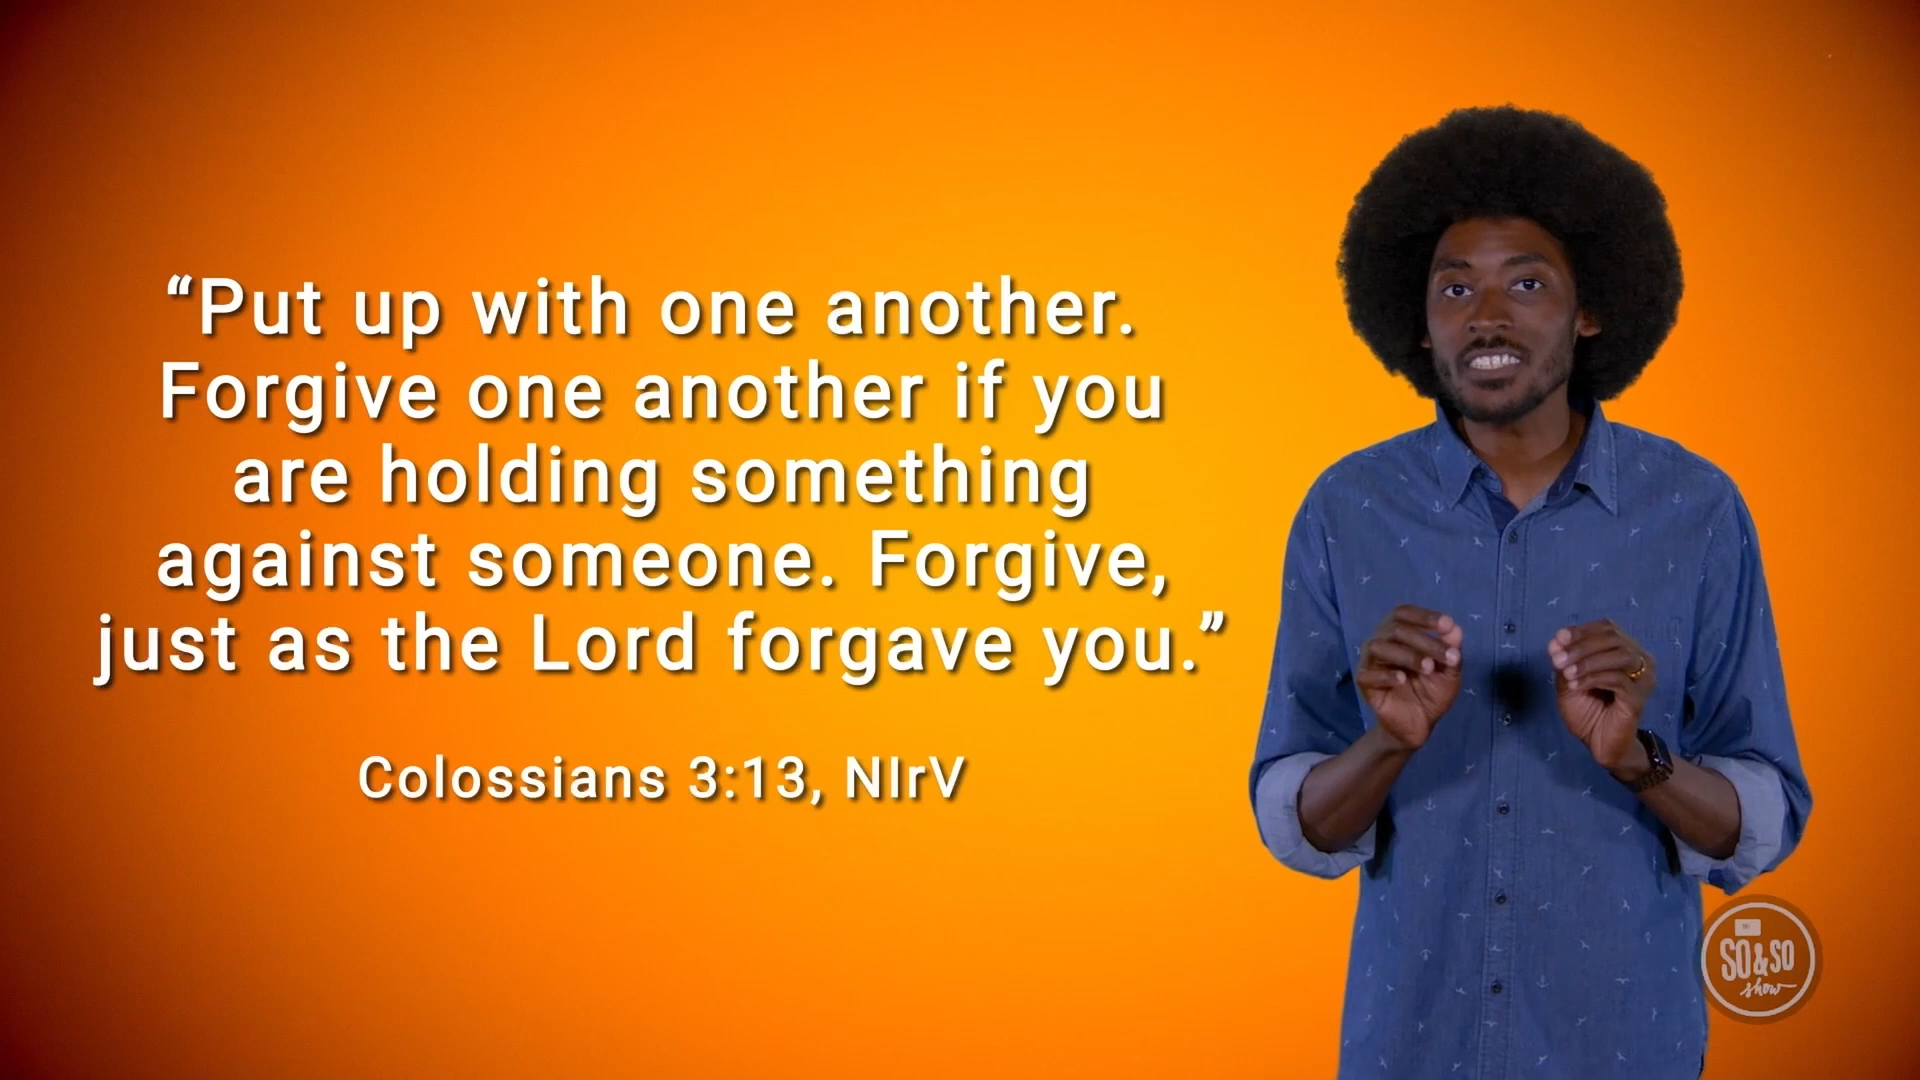 “Put up with one another.
Forgive one another if you
are holding something
against someone. Forgive,
just as the Lord forgave you.”
Colossians 3:13, NIrV
SO & SO
show